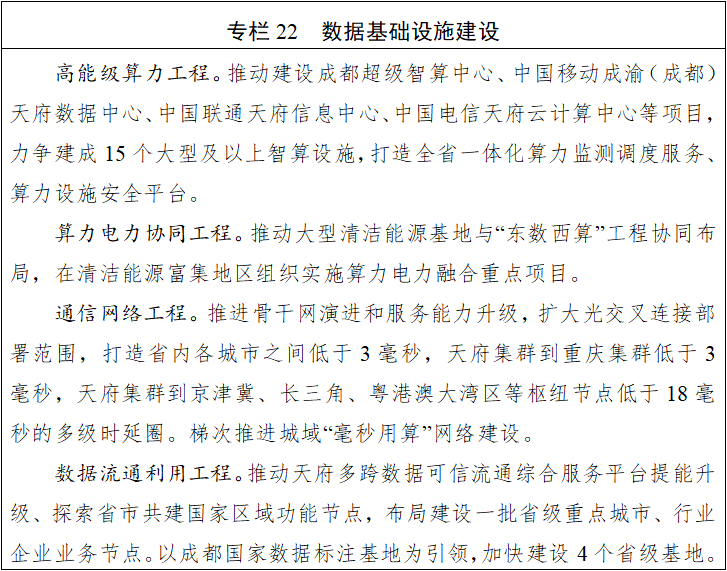 专栏 22 数据基础设施建设
高能级算力工程。推动建设成都超级智算中心、中国移动成渝（成都）
天府数据中心、中国联通天府信息中心、中国电信天府云计算中心等项目，
力争建成 15 个大型及以上智算设施，打造全省一体化算力监测调度服务、
算力设施安全平台。
算力电力协同工程。推动大型清洁能源基地与“东数西算”工程协同布
局，在清洁能源富集地区组织实施算力电力融合重点项目。
通信网络工程。推进骨干网演进和服务能力升级，扩大光交叉连接部
署范围，打造省内各城市之间低于 3 毫秒，天府集群到重庆集群低于 3
毫秒，天府集群到京津冀、长三角、粤港澳大湾区等枢纽节点低于 18 毫
秒的多级时延圈。梯次推进城域“毫秒用算”网络建设。
数据流通利用工程。推动天府多跨数据可信流通综合服务平台提能升
级、探索省市共建国家区域功能节点，布局建设一批省级重点城市、行业
企业业务节点。以成都国家数据标注基地为引领，加快建设 4 个省级基地。